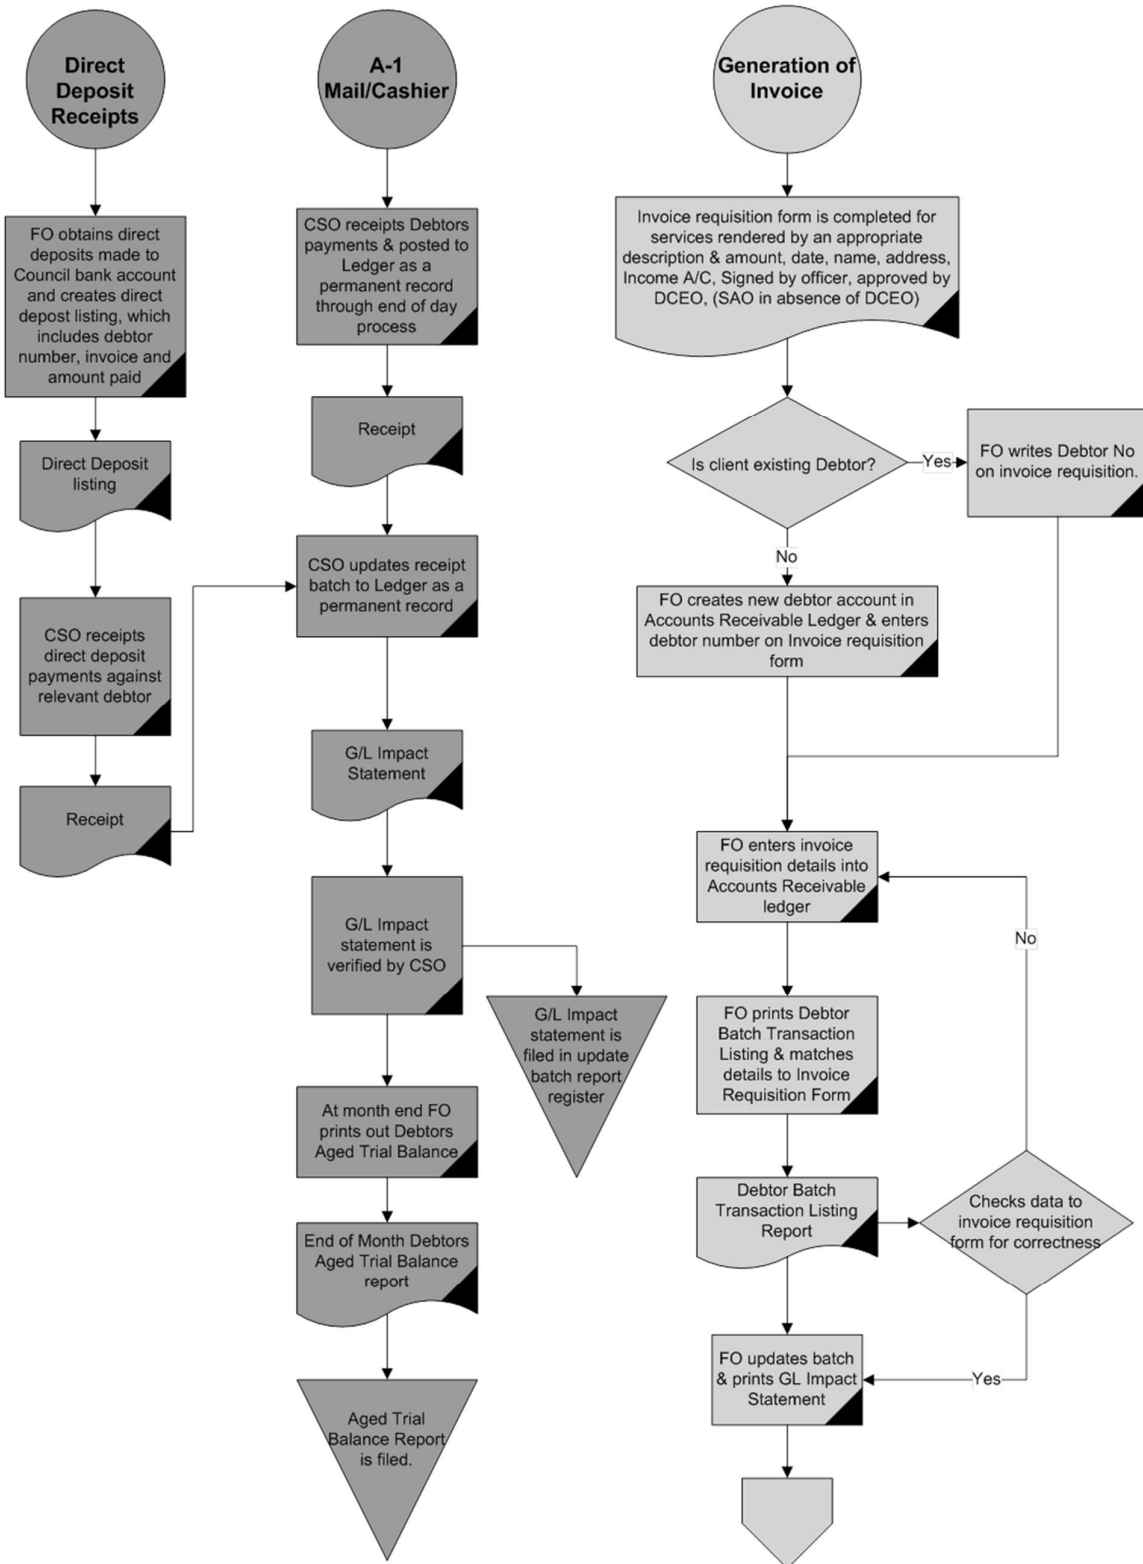 Direct
Deposit
Receipts
FO obtains direct
deposits made to
Council bank account
and creates direct
depost listing, which
includes debtor
number, invoice and
amount paid
Direct Deposit
listing
CSO receipts
direct deposit
payments against
relevant debtor
Receipt
A-1
Mail/Cashier
CSO receipts Debtors
payments & posted to
Ledger as a
permanent record
through end of day
process
Receipt
CSO updates receipt
batch to Ledger as a
permanent record
G/L Impact
Statement
G/L Impact
statement is
verified by CSO
G/L Impact
statement is
filed in update
batch report
register
At month end FO
prints out Debtors
Aged Trial Balance
End of Month Debtors
Aged Trial Balance
report
Aged Trial
Balance Report
is filed.
Generation of
Invoice
Invoice requisition form is completed for
services rendered by an appropriate
description & amount, date, name, address,
Income A/C, Signed by officer, approved by
DCEO, (SAO in absence of DCEO)
Is client existing Debtor?
Yes
FO writes Debtor No
on invoice requisition.
No
FO creates new debtor account in
Accounts Receivable Ledger & enters
debtor number on Invoice requisition
form
FO enters invoice
requisition details into
Accounts Receivable
ledger
No
FO prints Debtor
Batch Transaction
Listing & matches
details to Invoice
Requisition Form
Debtor Batch
Transaction Listing
Report
Checks data to
invoice requisition
form for correctness
FO updates batch
& prints GL Impact
Statement
Yes